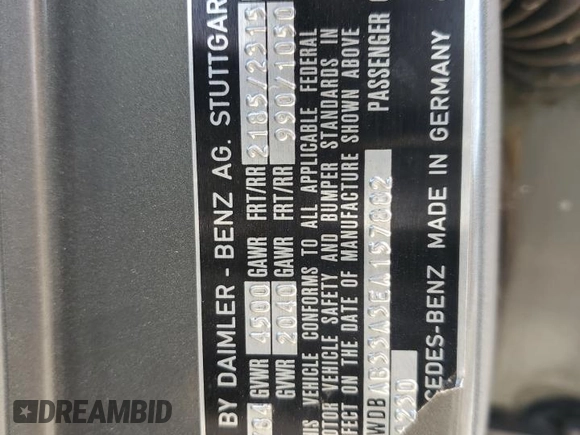 BY DAIMLER - BENZ AG. STUTTGAR
GVWR 4500 GAWR FRT/RR 2185/2315
GVWR 2040 GAWR FRT/RR 990/1050
THIS VEHICLE CONFORMS TO ALL APPLICABLE FEDERAL
MOTOR VEHICLE SAFETY AND BUMPER STANDARDS IN
EFFECT ON THE DATE OF MANUFACTURE SHOWN ABOVE
PASSENGER
CEDES-BENZ MADE IN GERMANY
DREAMBID